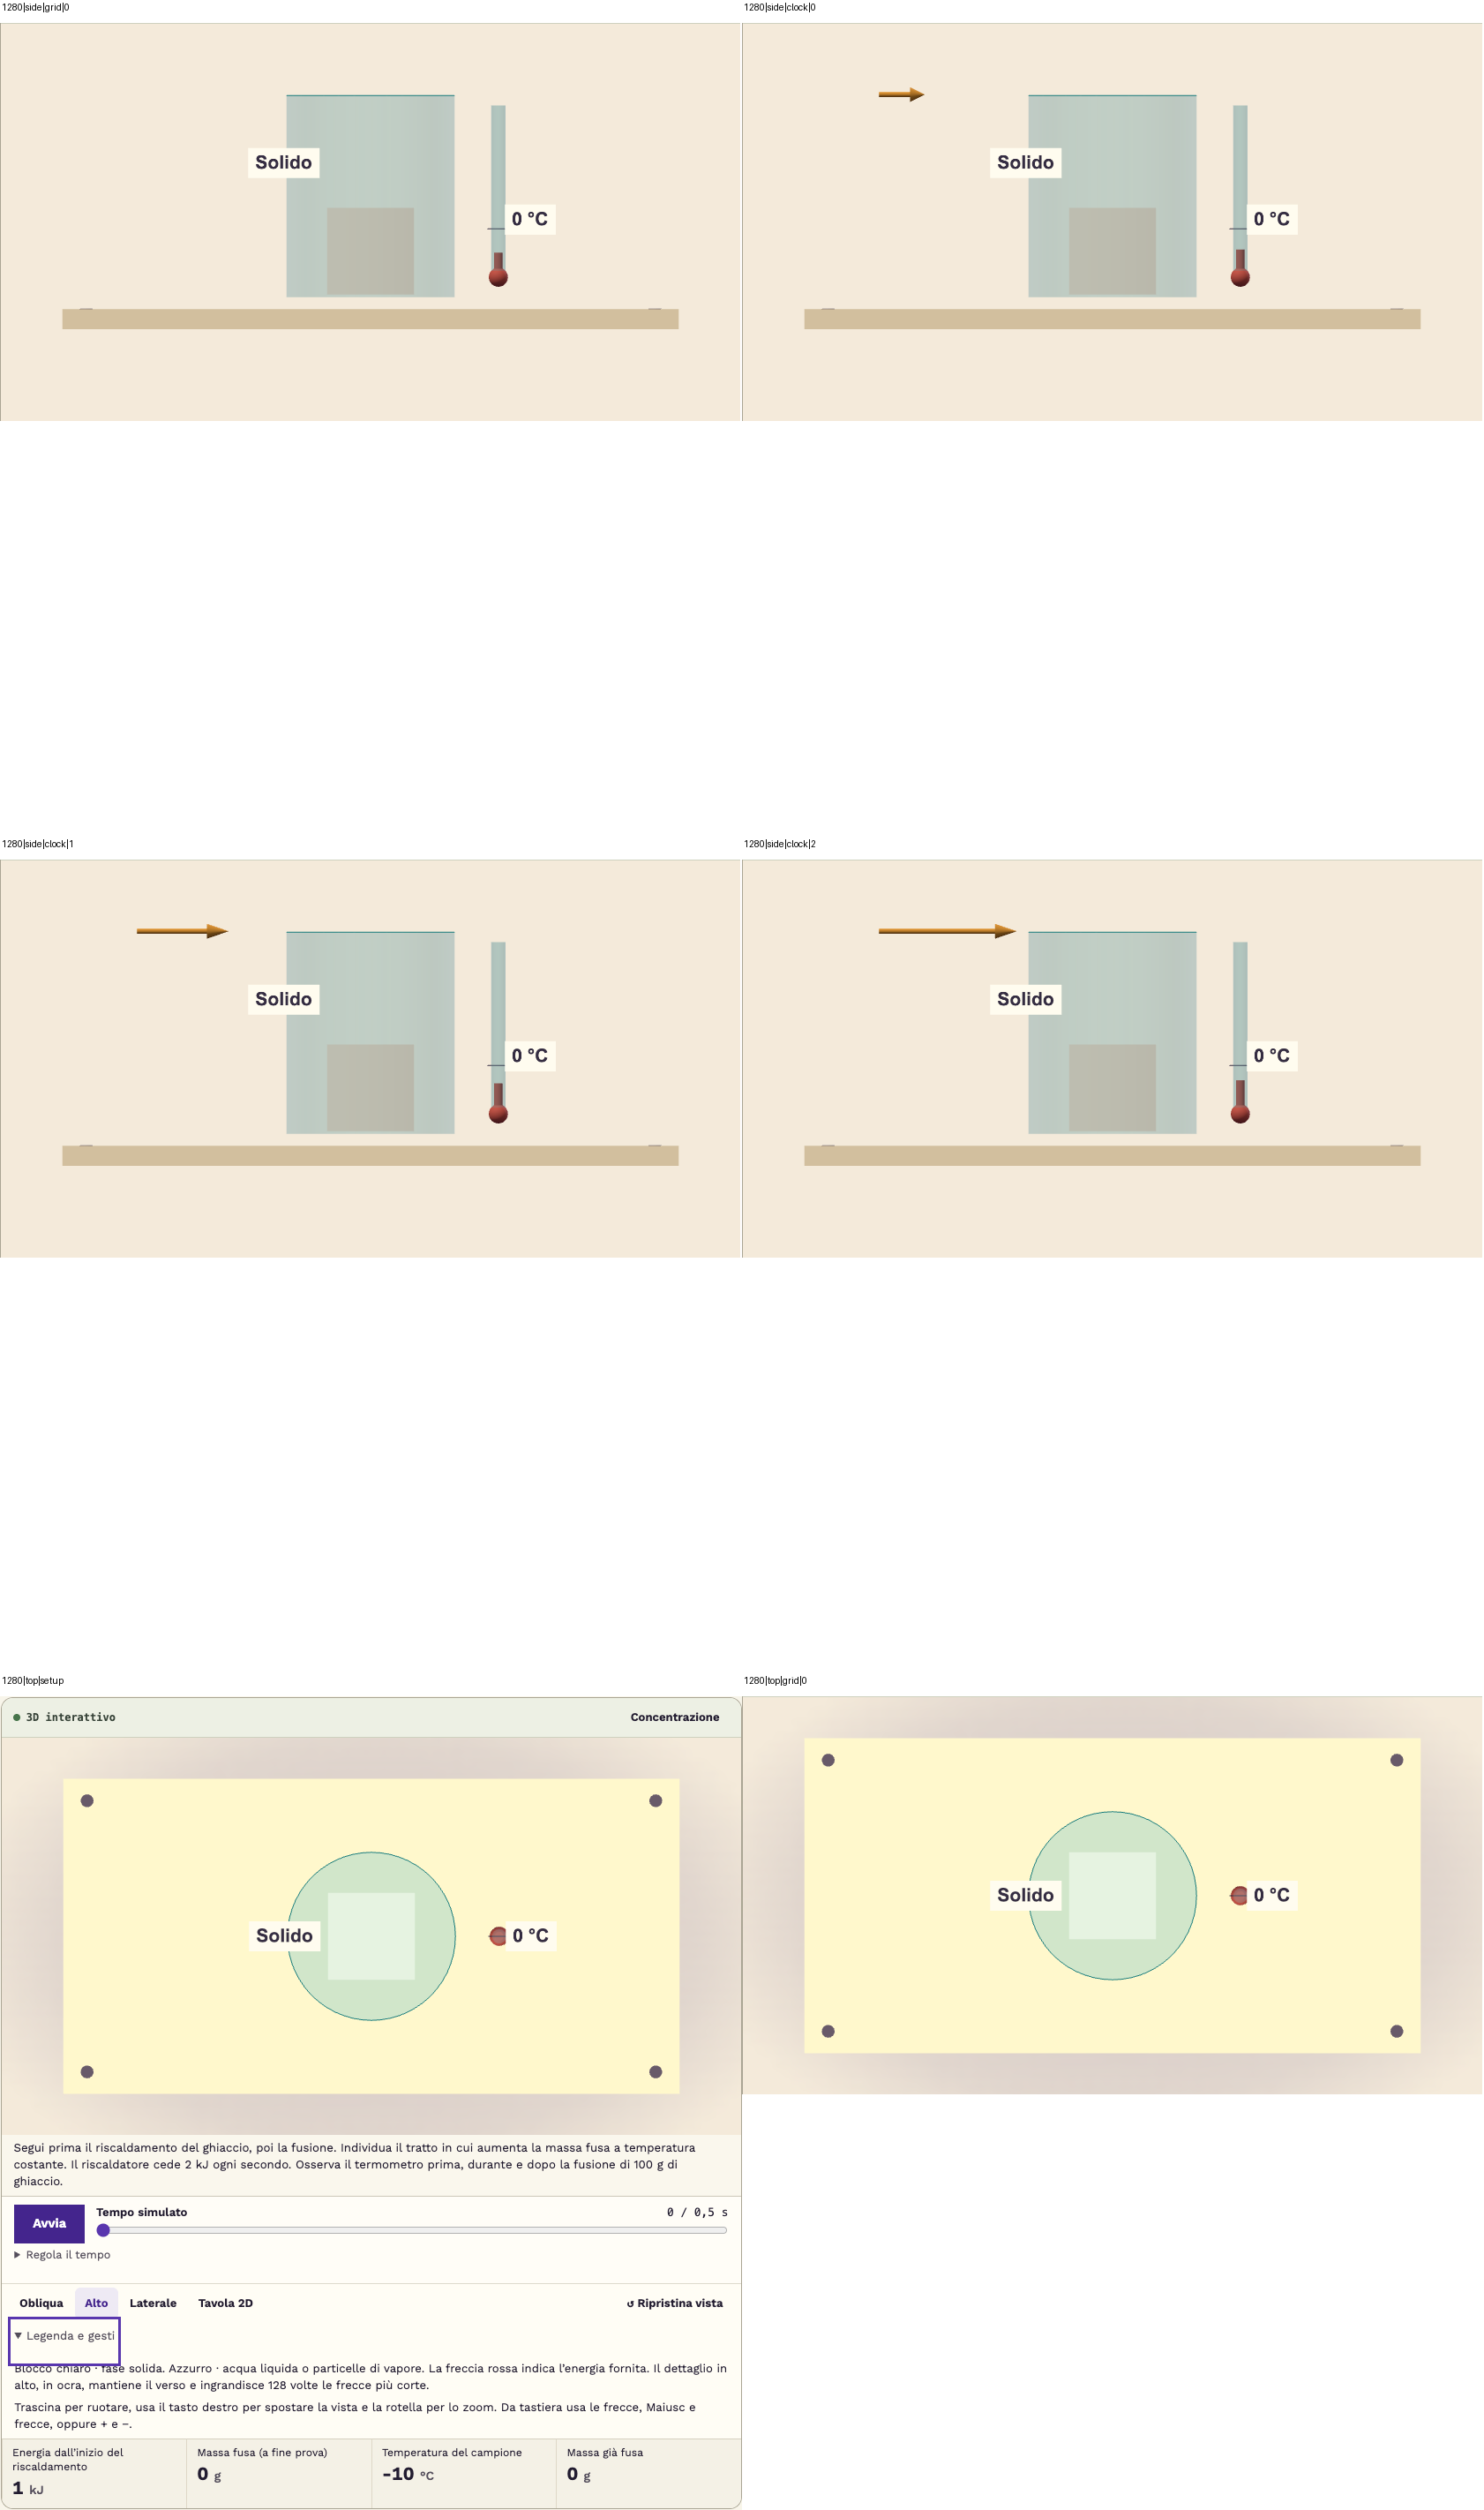 1280|side|grid|0
1280|side|clock|0
Solido
0 °C
Solido
0 °C
1280|side|clock|1
1280|side|clock|2
Solido
0 °C
Solido
0 °C
1280|top|setup
1280|top|grid|0
3D interattivo
Concentrazione
Solido
0 °C
Solido
0 °C
Segui prima il riscaldamento del ghiaccio, poi la fusione. Individua il tratto in cui aumenta la massa fusa a temperatura
costante. Il riscaldatore cede 2 kJ ogni secondo. Osserva il termometro prima, durante e dopo la fusione di 100 g di
ghiaccio.
Avvia
Tempo simulato
0 / 0,5 s
▶ Regola il tempo
Obliqua
Alto
Laterale
Tavola 2D
↺ Ripristina vista
▼ Legenda e gesti
Blocco chiaro · fase solida. Azzurro · acqua liquida o particelle di vapore. La freccia rossa indica l’energia fornita. Il dettaglio in
alto, in ocra, mantiene il verso e ingrandisce 128 volte le frecce più corte.
Trascina per ruotare, usa il tasto destro per spostare la vista e la rotella per lo zoom. Da tastiera usa le frecce, Maiusc e
frecce, oppure + e −.
Energia dall’inizio del
riscaldamento
1 kJ
Massa fusa (a fine prova)
0 g
Temperatura del campione
-10 °C
Massa già fusa
0 g